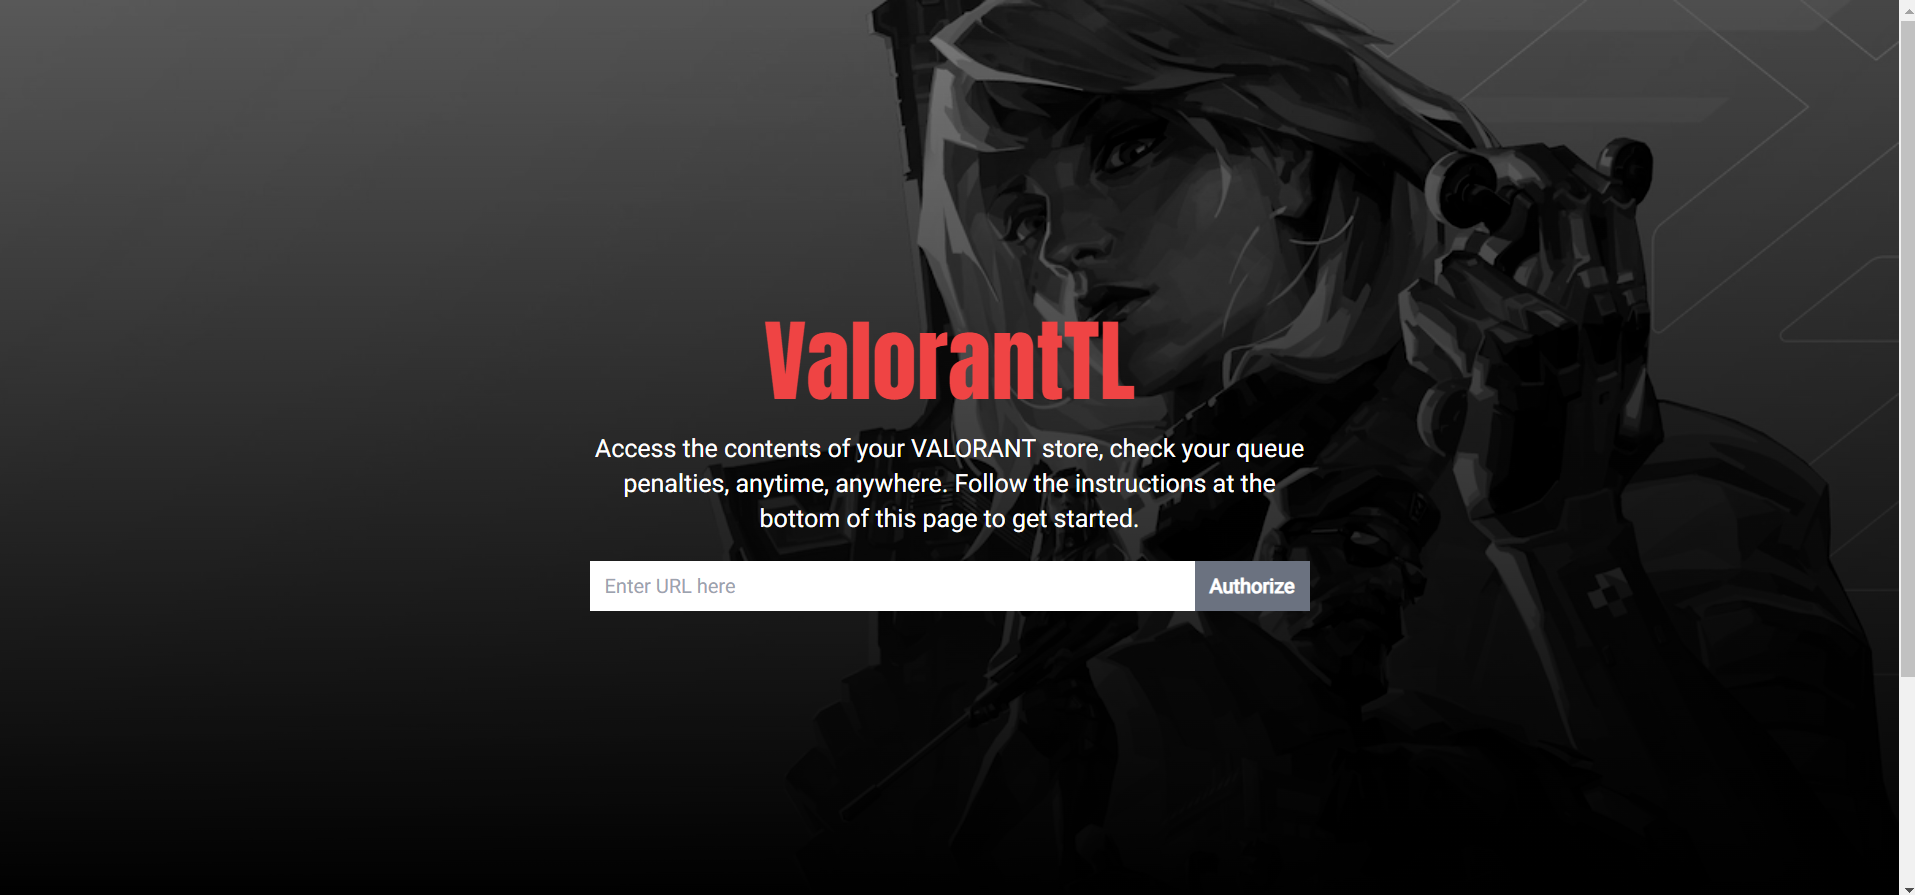 ValorantTL
Access the contents of your VALORANT store, check your queue
penalties, anytime, anywhere. Follow the instructions at the
bottom of this page to get started.
Enter URL here
Authorize